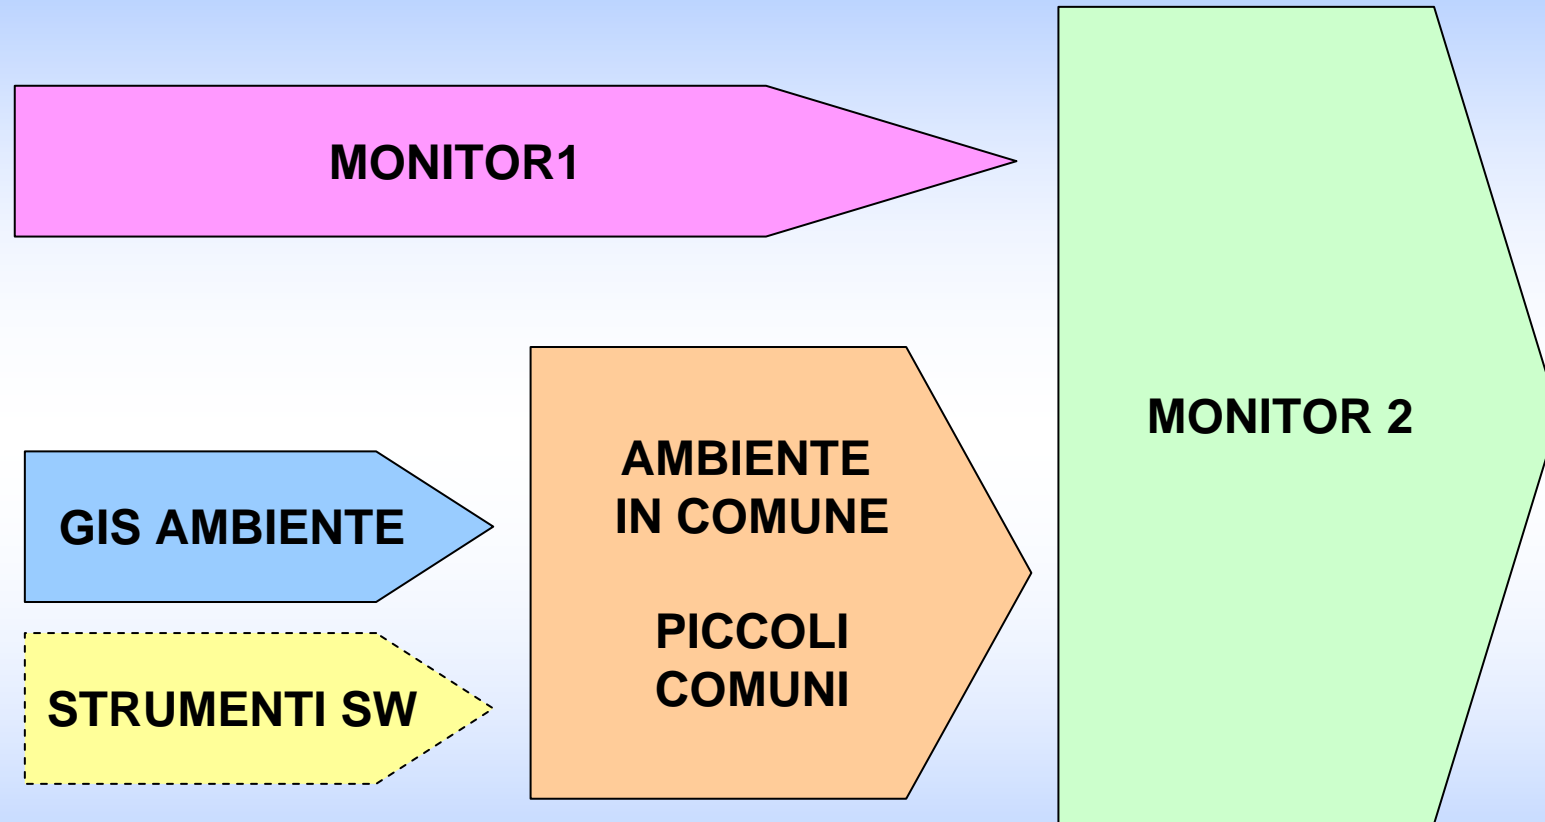 MONITOR1
MONITOR 2
AMBIENTE
IN COMUNE
PICCOLI
COMUNI
GIS AMBIENTE
STRUMENTI SW